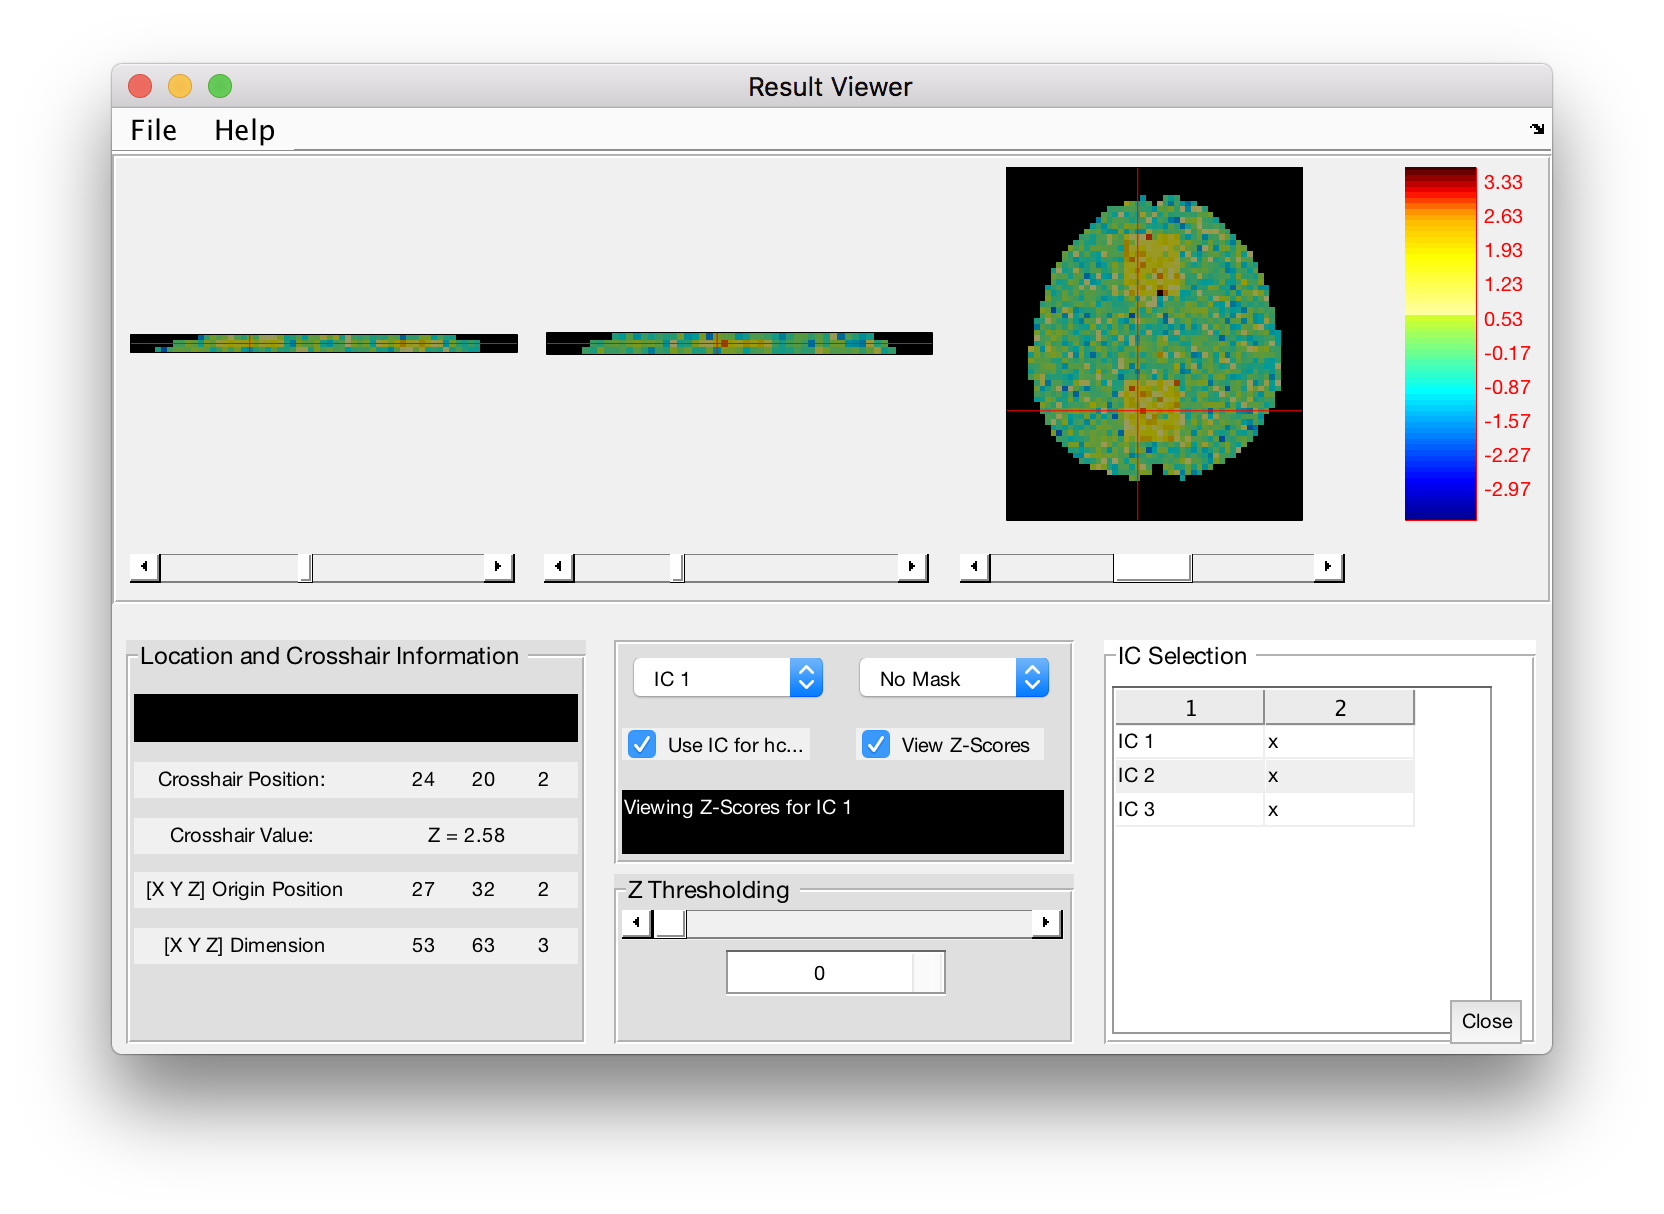 Result Viewer
File Help
3.33
2.63
1.93
1.23
0.53
-0.17
-0.87
-1.57
-2.27
-2.97
Location and Crosshair Information
Crosshair Position: 24 20 2
Crosshair Value: Z = 2.58
[X Y Z] Origin Position 27 32 2
[X Y Z] Dimension 53 63 3
IC 1 No Mask
Use IC for hc... View Z-Scores
Viewing Z-Scores for IC 1
Z Thresholding
0
IC Selection
1 2
IC 1 x
IC 2 x
IC 3 x
Close